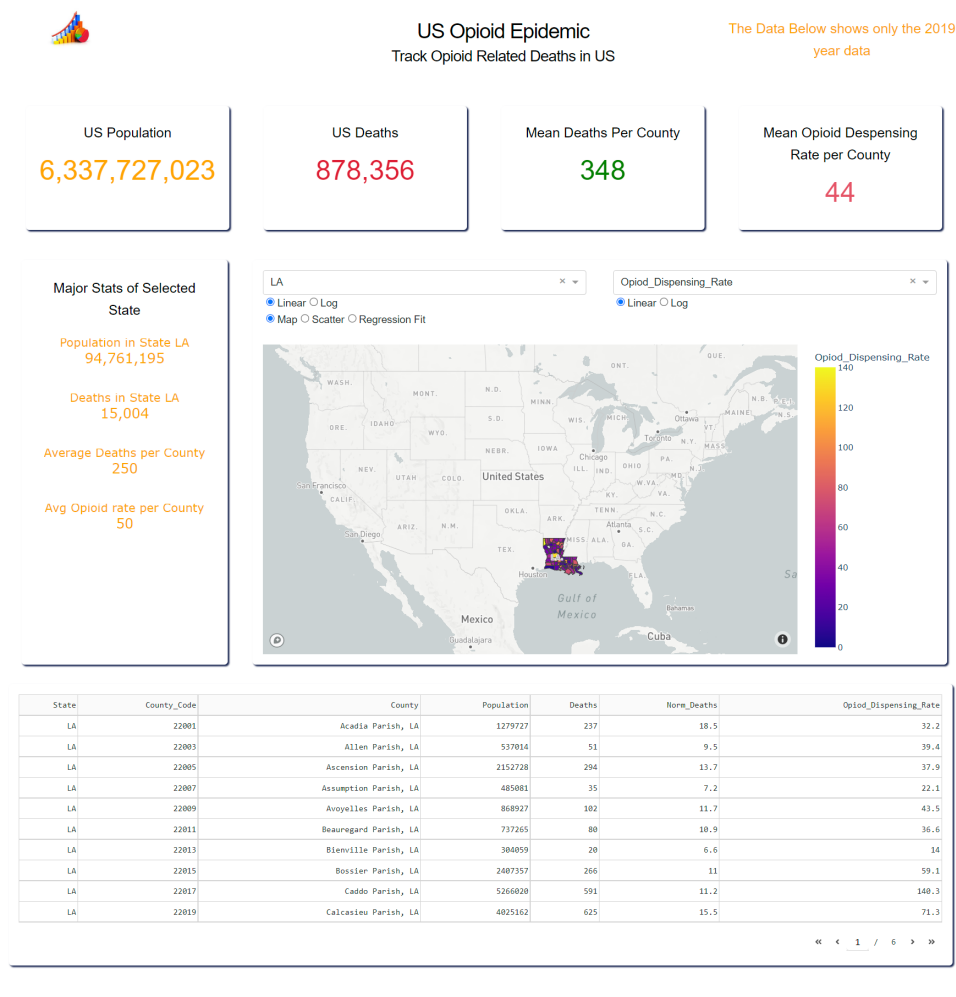 US Opioid Epidemic
Track Opioid Related Deaths in US
The Data Below shows only the 2019
year data
US Population
6,337,727,023
US Deaths
878,356
Mean Deaths Per County
348
Mean Opioid Despensing
Rate per County
44
Major Stats of Selected
State
Population in State LA
94,761,195
Deaths in State LA
15,004
Average Deaths per County
250
Avg Opioid rate per County
50
LA × 
Linear Log
Map Scatter Regression Fit
Opiod_Dispensing_Rate ×
Linear Log
QUE.
ONT.
WASH.
MONT.
N.D.
MINN.
N.B.
P.E.I.
MAINE
N.S.
Ottawa
ORE.
IDAHO
S.D.
WIS.
MICH.
VT.
WYO.
Toronto
N.Y.
MASS.
NEBR.
IOWA
Chicago
PA.
NEV.
UTAH
COLO.
United States
ILL.
IND.
OHIO
MD.
N.J.
San Francisco
W.VA.
CALIF.
KY.
VA.
OKLA.
TENN.
N.C.
ARIZ.
N.M.
ARK.
Atlanta
S.C.
San Diego
MISS.
ALA.
GA.
TEX.
Houston
FLA.
Sa
Gulf of
Mexico
Bahamas
Mexico
Cuba
Guadalajara
Opiod_Dispensing_Rate
140
120
100
80
60
40
20
0
State County_Code County Population Deaths Norm_Deaths Opiod_Dispensing_Rate
LA 22001 Acadia Parish, LA 1279727 237 18.5 32.2
LA 22003 Allen Parish, LA 537014 51 9.5 39.4
LA 22005 Ascension Parish, LA 2152728 294 13.7 37.9
LA 22007 Assumption Parish, LA 485081 35 7.2 22.1
LA 22009 Avoyelles Parish, LA 868927 102 11.7 43.5
LA 22011 Beauregard Parish, LA 737265 80 10.9 36.6
LA 22013 Bienville Parish, LA 304059 20 6.6 14
LA 22015 Bossier Parish, LA 2407357 266 11 59.1
LA 22017 Caddo Parish, LA 5266020 591 11.2 140.3
LA 22019 Calcasieu Parish, LA 4025162 625 15.5 71.3
« ‹ 1 / 6 › »